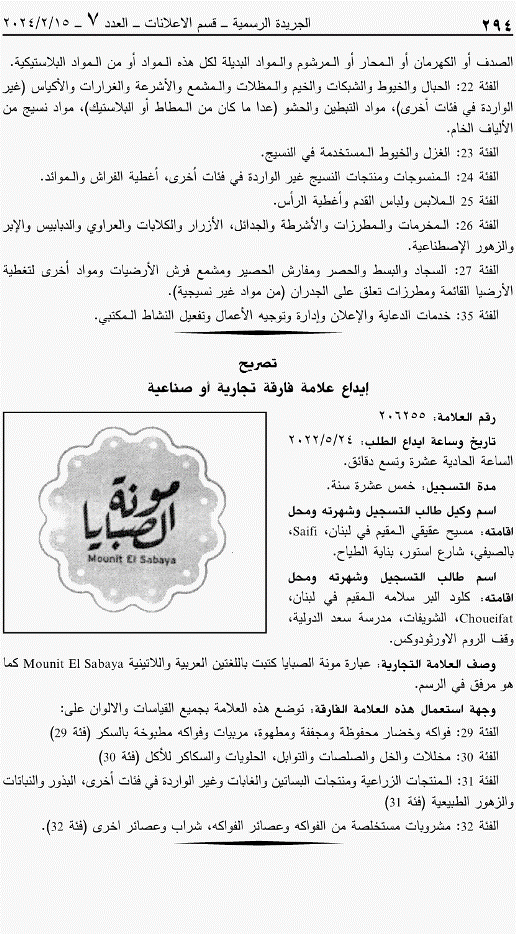 ٢٩٤
الجريدة الرسمية ـ قسم الاعلانات ـ العدد ٧ ـ ٢٠٢٤/٢/١٥
الصدف أو الكهرمان أو المحار أو المرشوم والمواد البديلة لكل هذه المواد أو من المواد البلاستيكية.
الفئة 22: الحبال والخيوط والشبكات والخيم والمظلات والمشمع والأشرعة والغرارات والأكياس (غير
الواردة في فئات أخرى)، مواد التبطين والحشو (عدا ما كان من المطاط أو البلاستيك)، مواد نسيج من
الألياف الخام.
الفئة 23: الغزل والخيوط المستخدمة في النسيج.
الفئة 24: المنسوجات ومنتجات النسيج غير الواردة في فئات أخرى، أغطية الفراش والموائد.
الفئة 25 الملابس ولباس القدم وأغطية الرأس.
الفئة 26: المخرمات والمطرزات والأشرطة والجدائل، الأزرار والكلابات والعراوي والدبابيس والإبر
والزهور الإصطناعية.
الفئة 27: السجاد والبسط والحصر ومفارش الحصير ومشمع فرش الأرضيات ومواد أخرى لتغطية
الأرضيا القائمة ومطرزات تعلق على الجدران (من مواد غير نسيجية).
الفئة 35: خدمات الدعاية والإعلان وإدارة وتوجيه الأعمال وتفعيل النشاط المكتبي.
تصريح
إيداع علامة فارقة تجارية أو صناعية
رقم العلامة: ٢٠٦٢٥٥
تاريخ وساعة ايداع الطلب: ٢٠٢٢/٥/٢٤
الساعة الحادية عشرة وتسع دقائق.
مدة التسجيل: خمس عشرة سنة.
اسم وكيل طالب التسجيل وشهرته ومحل
اقامته: مسيح عقيقي المقيم في لبنان، Saifi،
بالصيفي، شارع استور، بناية الطياح.
اسم طالب التسجيل وشهرته ومحل
اقامته: كلود البر سلامه المقيم في لبنان،
Choueifat، الشويفات، مدرسة سعد الدولية،
وقف الروم الاورثودوكس.
مونة
الصبايا
Mounit El Sabaya
وصف العلامة التجارية: عبارة مونة الصبايا كتبت باللغتين العربية واللاتينية Mounit El Sabaya كما
هو مرفق في الرسم.
وجهة استعمال هذه العلامة الفارقة: توضع هذه العلامة بجميع القياسات والالوان على:
الفئة 29: فواكه وخضار محفوظة ومجففة ومطهوة، مربيات وفواكه مطبوخة بالسكر (فئة 29)
الفئة 30: مخللات والخل والصلصات والتوابل، الحلويات والسكاكر للأكل (فئة 30)
الفئة 31: المنتجات الزراعية ومنتجات البساتين والغابات وغير الواردة في فئات أخرى، البذور والنباتات
والزهور الطبيعية (فئة 31)
الفئة 32: مشروبات مستخلصة من الفواكه وعصائر الفواكه، شراب وعصائر اخرى (فئة 32).